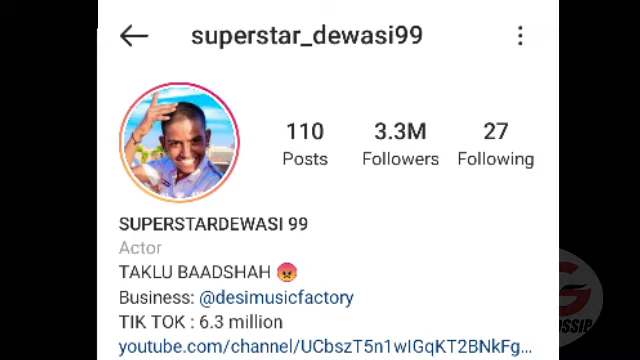 superstar_dewasi99
110 3.3M 27
Posts Followers Following
SUPERSTARDEWASI 99
Actor
TAKLU BAADSHAH 😡
Business: @desimusicfactory
TIK TOK : 6.3 million
youtube.com/channel/UCbszT5n1wIGqKT2BNkFg...